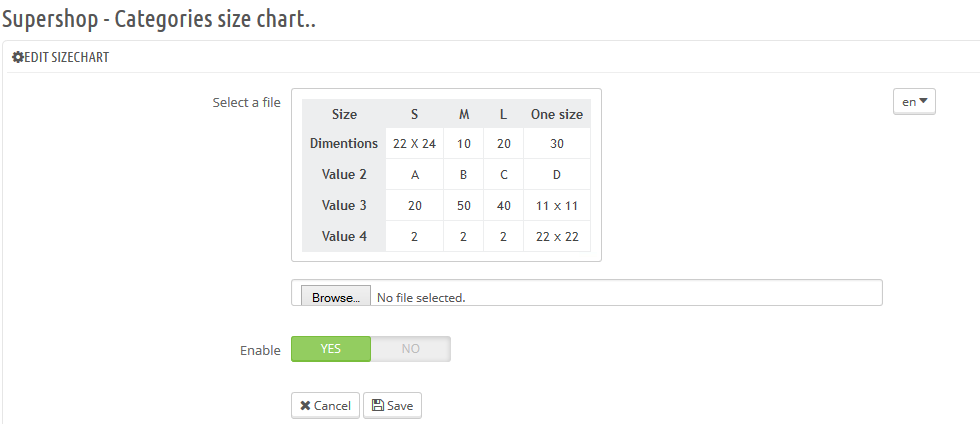 Supershop - Categories size chart..
EDIT SIZECHART
Select a file
en
Size S M L One size
Dimentions 22 X 24 10 20 30
Value 2 A B C D
Value 3 20 50 40 11 x 11
Value 4 2 2 2 22 x 22
Browse... No file selected.
Enable YES NO
Cancel Save